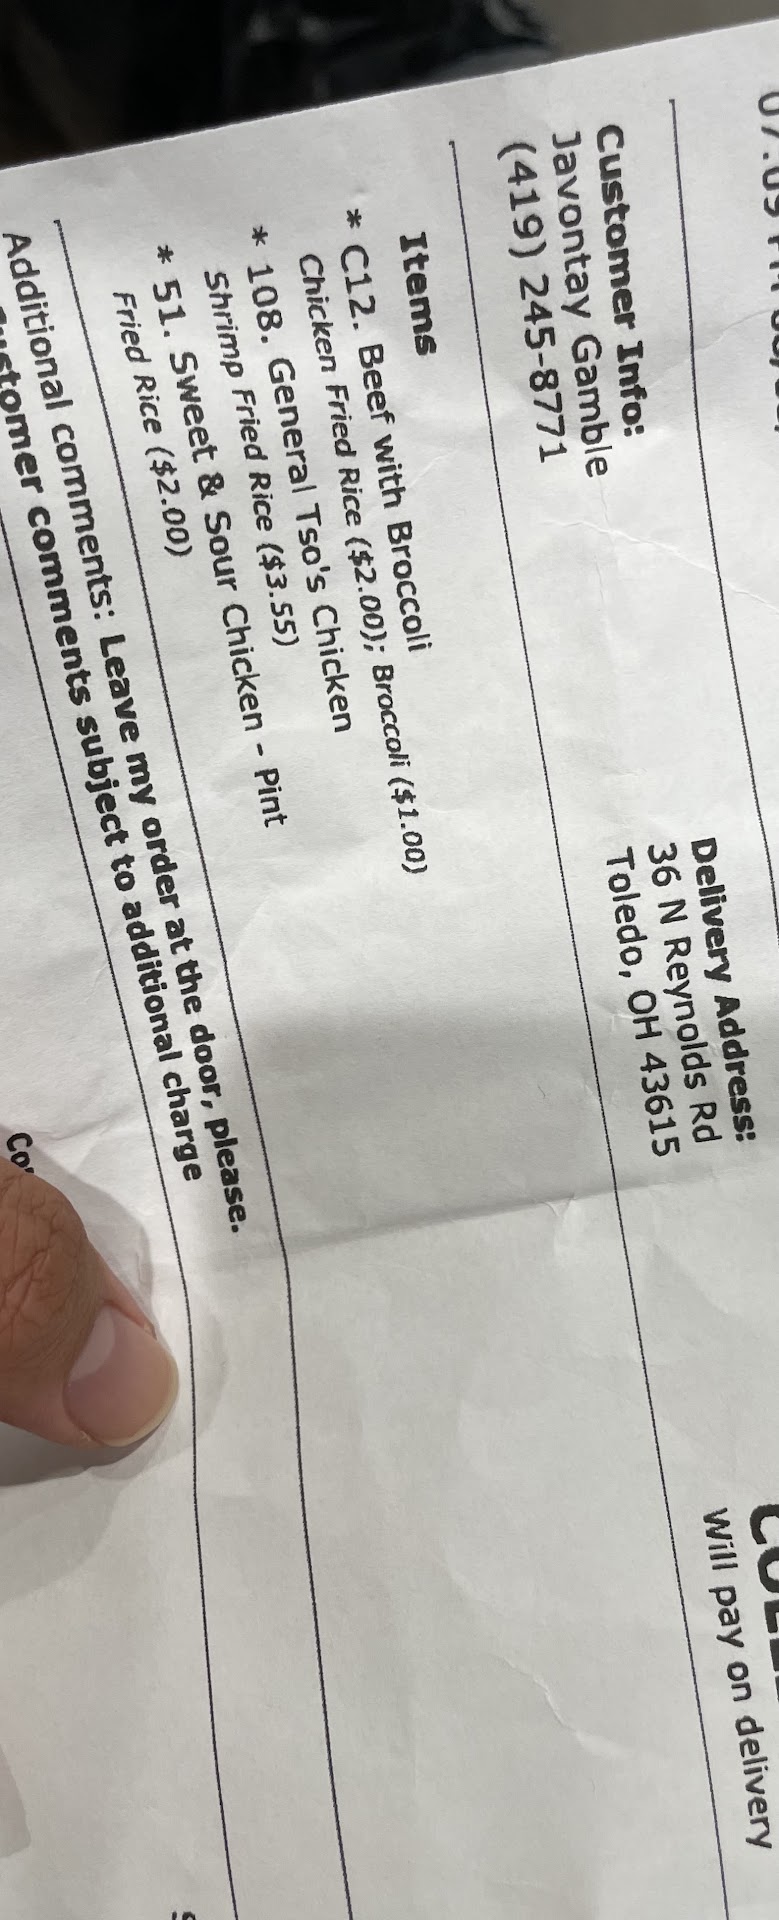 Customer Info:
Javontay Gamble
(419) 245-8771
Delivery Address:
36 N Reynolds Rd
Toledo, OH 43615
Will pay on delivery
Items
* C12. Beef with Broccoli
Chicken Fried Rice ($2.00); Broccoli ($1.00)
* 108. General Tso's Chicken
Shrimp Fried Rice ($3.55)
* 51. Sweet & Sour Chicken - Pint
Fried Rice ($2.00)
Additional comments: Leave my order at the door, please.
customer comments subject to additional charge